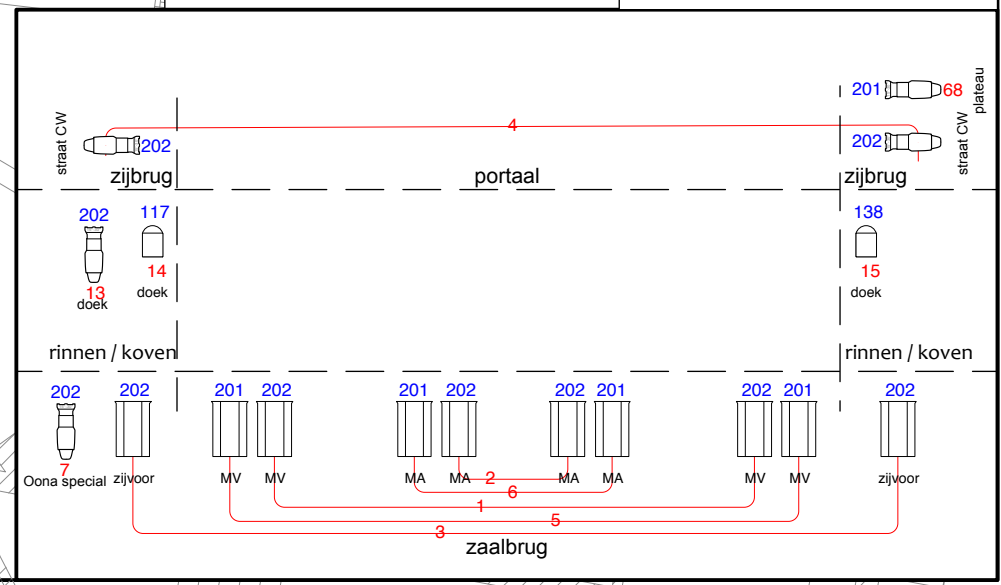 201 68
plateau
straat CW
4
202
202
straat CW
zijbrug
portaal
zijbrug
202 117 138
14 15
13
doek doek doek
rinnen / koven
rinnen / koven
202 202 201 202 201 202 202 201 202 201 202
7
Oona special zijvoor MV MV MA MA MA MA MV MV zijvoor
2
6
1
5
3
zaalbrug